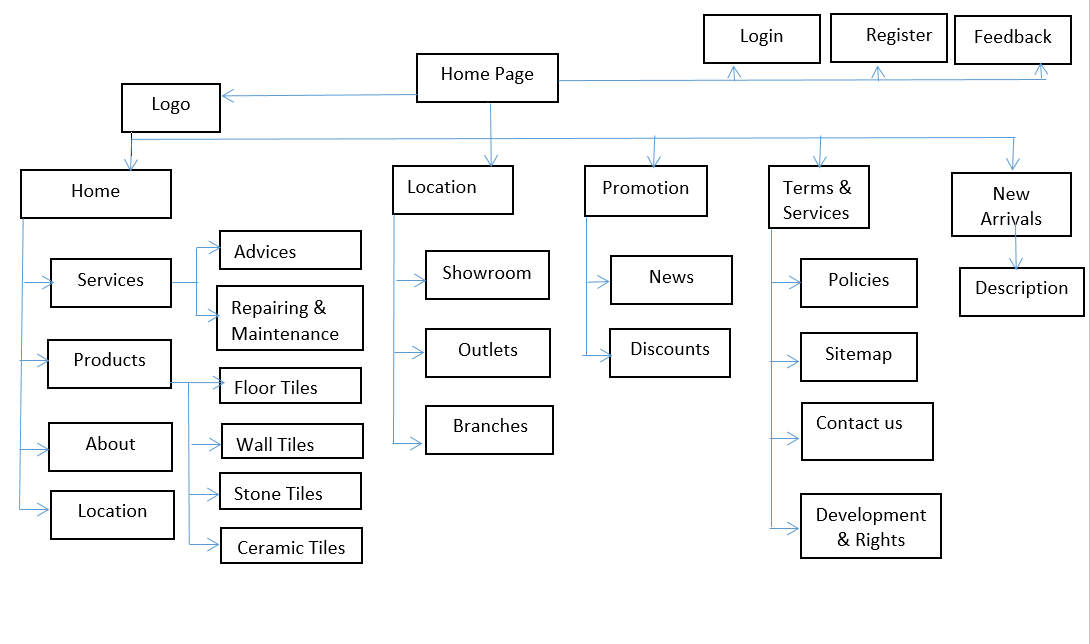 Login
Register
Feedback
Home Page
Logo
Home
Location
Promotion
Terms &
Services
New
Arrivals
Services
Advices
Repairing &
Maintenance
Products
Floor Tiles
Wall Tiles
Stone Tiles
Ceramic Tiles
About
Location
Showroom
Outlets
Branches
News
Discounts
Policies
Sitemap
Contact us
Development
& Rights
Description